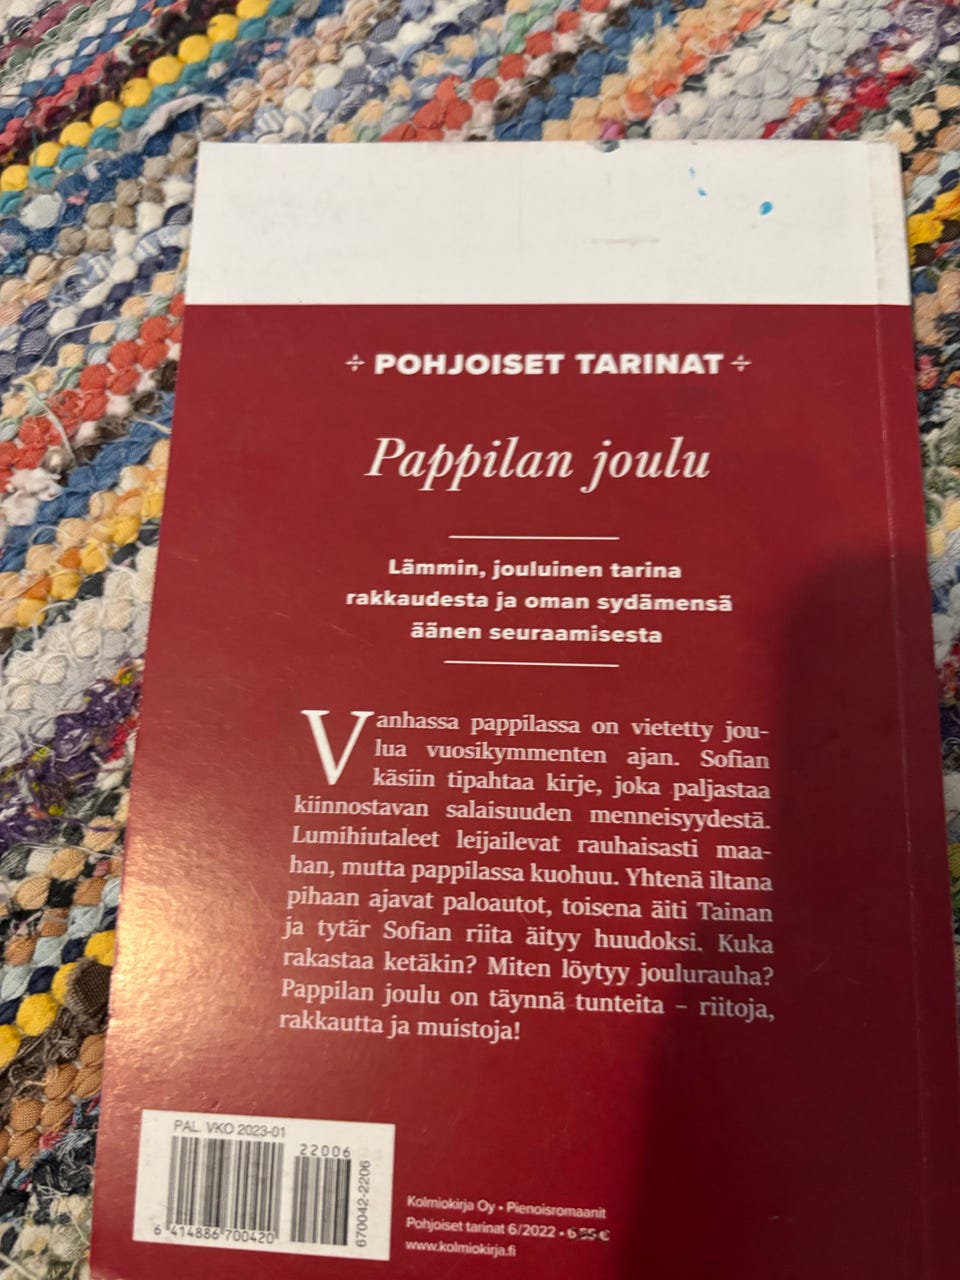 POHJOISET TARINAT
Pappilan joulu
Lämmin, jouluinen tarina
rakkaudesta ja oman sydämensä
äänen seuraamisesta
Vanhassa pappilassa on vietetty jou-
lua vuosikymmenten ajan. Sofian
käsiin tipahtaa kirje, joka paljastaa
kiinnostavan salaisuuden menneisyydestä.
Lumihiutaleet leijailevat rauhaisasti maa-
han, mutta pappilassa kuohuu. Yhtenä iltana
pihaan ajavat paloautot, toisena äiti Tainan
ja tytär Sofian riita äityy huudoksi. Kuka
rakastaa ketäkin? Miten löytyy joulurauha?
Pappilan joulu on täynnä tunteita – riitoja,
rakkautta ja muistoja!
PAL. VKO 2023-01
22006
6 414886 700420
670042-2206
Kolmiokirja Oy • Pienoisromaanit
Pohjoiset tarinat 6/2022 • 6,55 €
www.kolmiokirja.fi